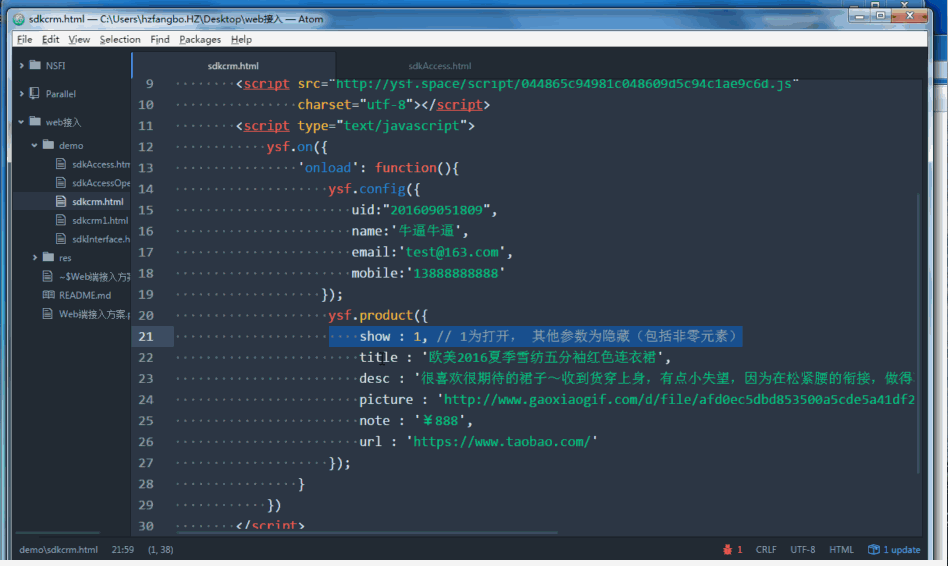 sdkcrm.html — C:\Users\hzfangbo.HZ\Desktop\web接入 — Atom
File Edit View Selection Find Packages Help
NSFI
Parallel
web接入
demo
sdkAccess.htm
sdkAccessOpe
sdkcrm.html
sdkcrm1.html
sdkInterface.h
res
~$Web端接入方案
README.md
Web端接入方案.p
sdkcrm.html sdkAccess.html
9 <script src="http://ysf.space/script/044865c94981c048609d5c94c1ae9c6d.js"
10 charset="utf-8"></script>
11 <script type="text/javascript">
12 ysf.on({
13 'onload': function(){
14 ysf.config({
15 uid:"201609051809",
16 name:'牛逼牛逼',
17 email:'test@163.com',
18 mobile:'13888888888'
19 });
20 ysf.product({
21 show : 1, // 1为打开， 其他参数为隐藏（包括非零元素）
22 title : '欧美2016夏季雪纺五分袖红色连衣裙',
23 desc : '很喜欢很期待的裙子～收到货穿上身，有点小失望，因为在松紧腰的衔接，做得
24 picture : 'http://www.gaoxiaogif.com/d/file/afd0ec5dbd853500a5cde5a41df2
25 note : '￥888',
26 url : 'https://www.taobao.com/'
27 });
28 }
29 })
30 </script>
demo\sdkcrm.html 21:59 (1, 38) 1 CRLF UTF-8 HTML 1 update